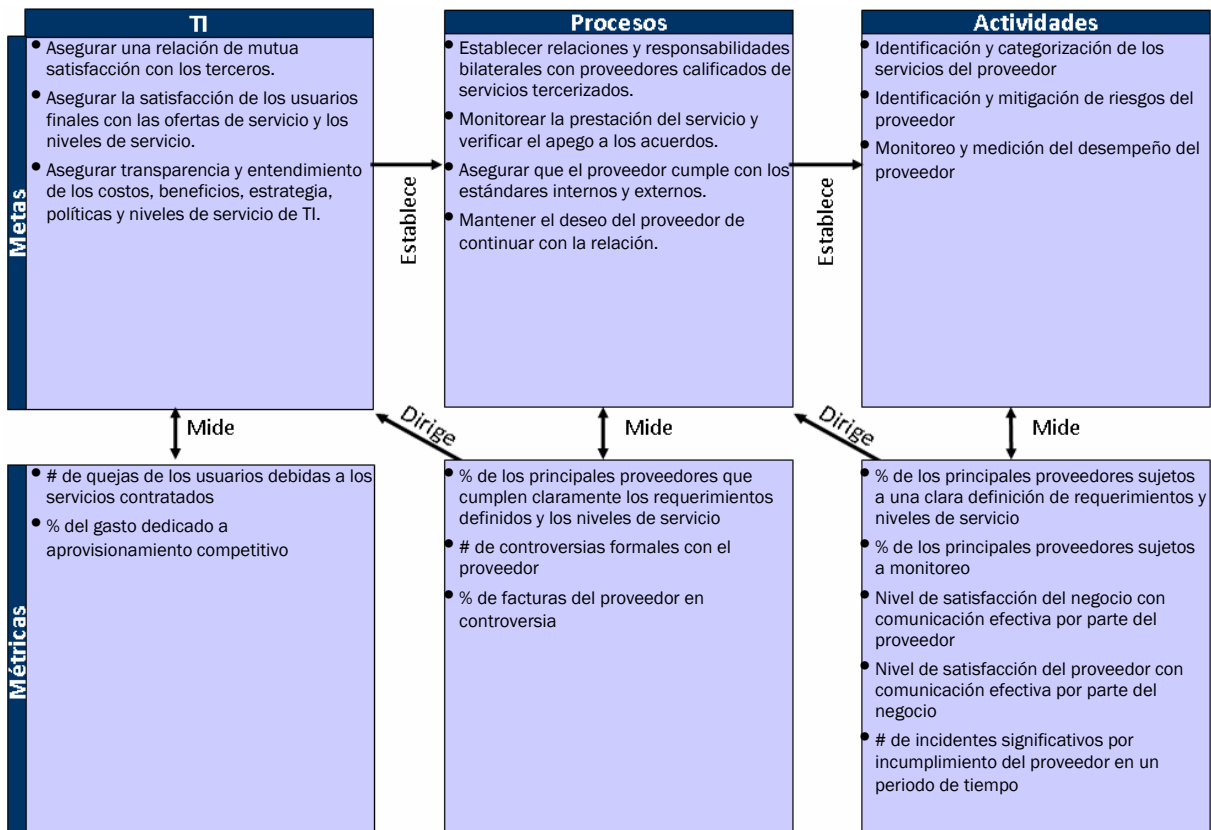 TI
Procesos
Actividades
Metas
• Asegurar una relación de mutua
satisfacción con los terceros.
• Asegurar la satisfacción de los usuarios
finales con las ofertas de servicio y los
niveles de servicio.
• Asegurar transparencia y entendimiento
de los costos, beneficios, estrategia,
políticas y niveles de servicio de TI.
Establece
• Establecer relaciones y responsabilidades
bilaterales con proveedores calificados de
servicios tercerizados.
• Monitorear la prestación del servicio y
verificar el apego a los acuerdos.
• Asegurar que el proveedor cumple con los
estándares internos y externos.
• Mantener el deseo del proveedor de
continuar con la relación.
Establece
• Identificación y categorización de los
servicios del proveedor
• Identificación y mitigación de riesgos del
proveedor
• Monitoreo y medición del desempeño del
proveedor
Mide
Dirige
Mide
Dirige
Mide
Métricas
• # de quejas de los usuarios debidas a los
servicios contratados
• % del gasto dedicado a
aprovisionamiento competitivo
• % de los principales proveedores que
cumplen claramente los requerimientos
definidos y los niveles de servicio
• # de controversias formales con el
proveedor
• % de facturas del proveedor en
controversia
• % de los principales proveedores sujetos
a una clara definición de requerimientos y
niveles de servicio
• % de los principales proveedores sujetos
a monitoreo
• Nivel de satisfacción del negocio con
comunicación efectiva por parte del
proveedor
• Nivel de satisfacción del proveedor con
comunicación efectiva por parte del
negocio
• # de incidentes significativos por
incumplimiento del proveedor en un
periodo de tiempo